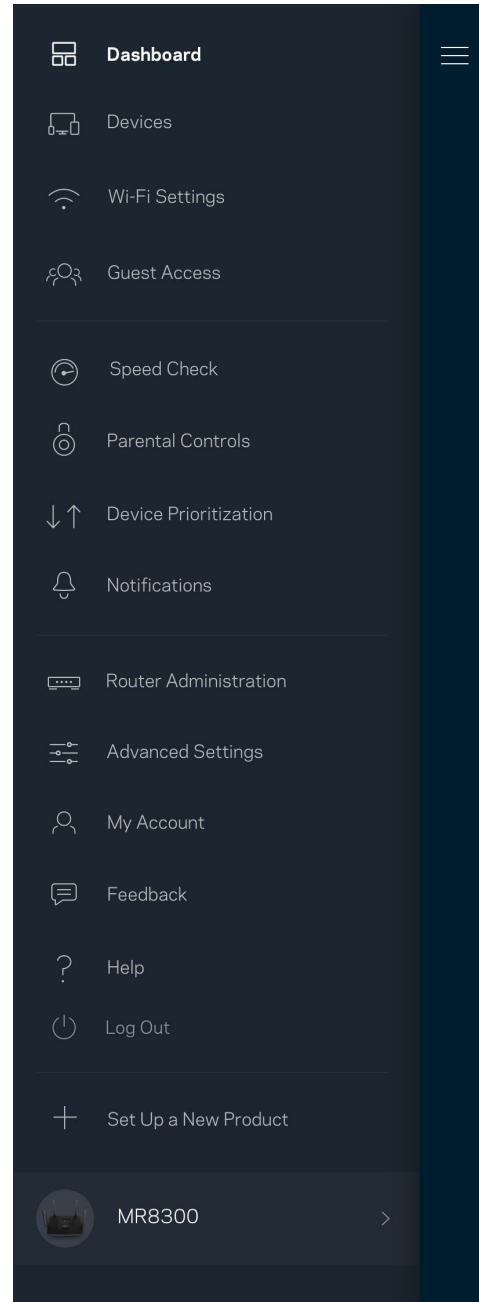 Dashboard
Devices
Wi-Fi Settings
Guest Access
Speed Check
Parental Controls
Device Prioritization
Notifications
Router Administration
Advanced Settings
My Account
Feedback
Help
Log Out
Set Up a New Product
MR8300